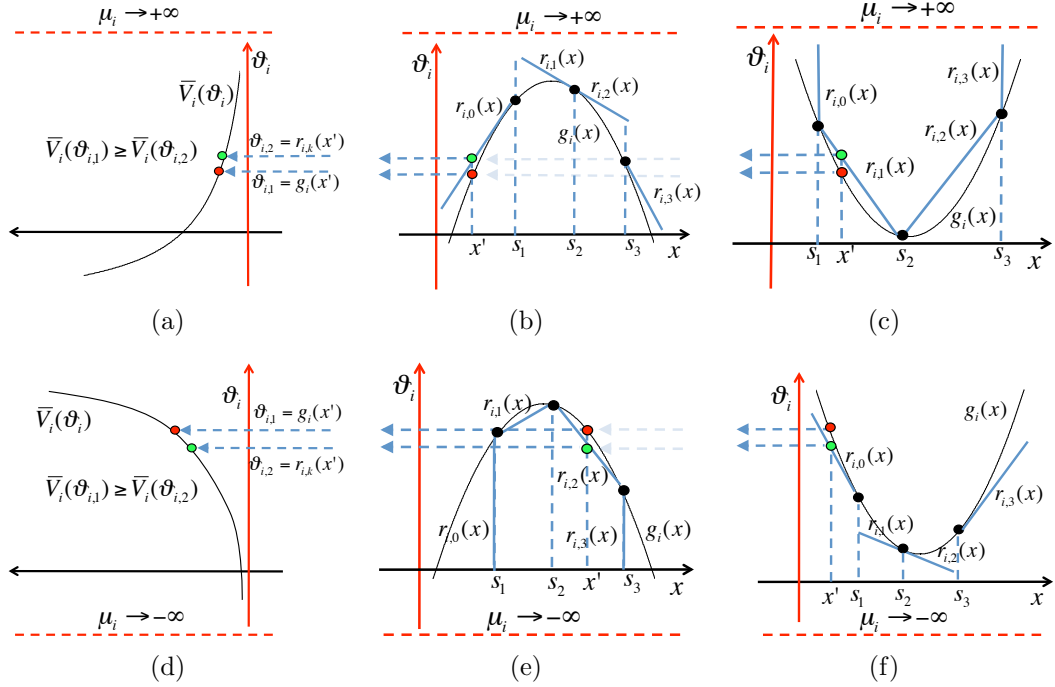 μ_i → +∞
ϑ_i
V̅_i(ϑ_i)
V̅_i(ϑ_{i,1}) ≥ V̅_i(ϑ_{i,2})
ϑ_{i,2} = r_{i,k}(x')
ϑ_{i,1} = g_i(x')
(a)
μ_i → +∞
ϑ_i
r_{i,1}(x)
r_{i,0}(x)
r_{i,2}(x)
g_i(x)
r_{i,3}(x)
x'
s_1
s_2
s_3
x
(b)
μ_i → +∞
ϑ_i
r_{i,0}(x)
r_{i,3}(x)
r_{i,2}(x)
r_{i,1}(x)
g_i(x)
s_1
x'
s_2
s_3
x
(c)
ϑ_i
V̅_i(ϑ_i)
ϑ_{i,1} = g_i(x')
ϑ_{i,2} = r_{i,k}(x')
V̅_i(ϑ_{i,1}) ≥ V̅_i(ϑ_{i,2})
μ_i → -∞
(d)
ϑ_i
r_{i,1}(x)
r_{i,2}(x)
r_{i,0}(x)
r_{i,3}(x)
g_i(x)
s_1
s_2
x'
s_3
x
μ_i → -∞
(e)
ϑ_i
g_i(x)
r_{i,0}(x)
r_{i,3}(x)
r_{i,1}(x)
r_{i,2}(x)
x'
s_1
s_2
s_3
x
μ_i → -∞
(f)